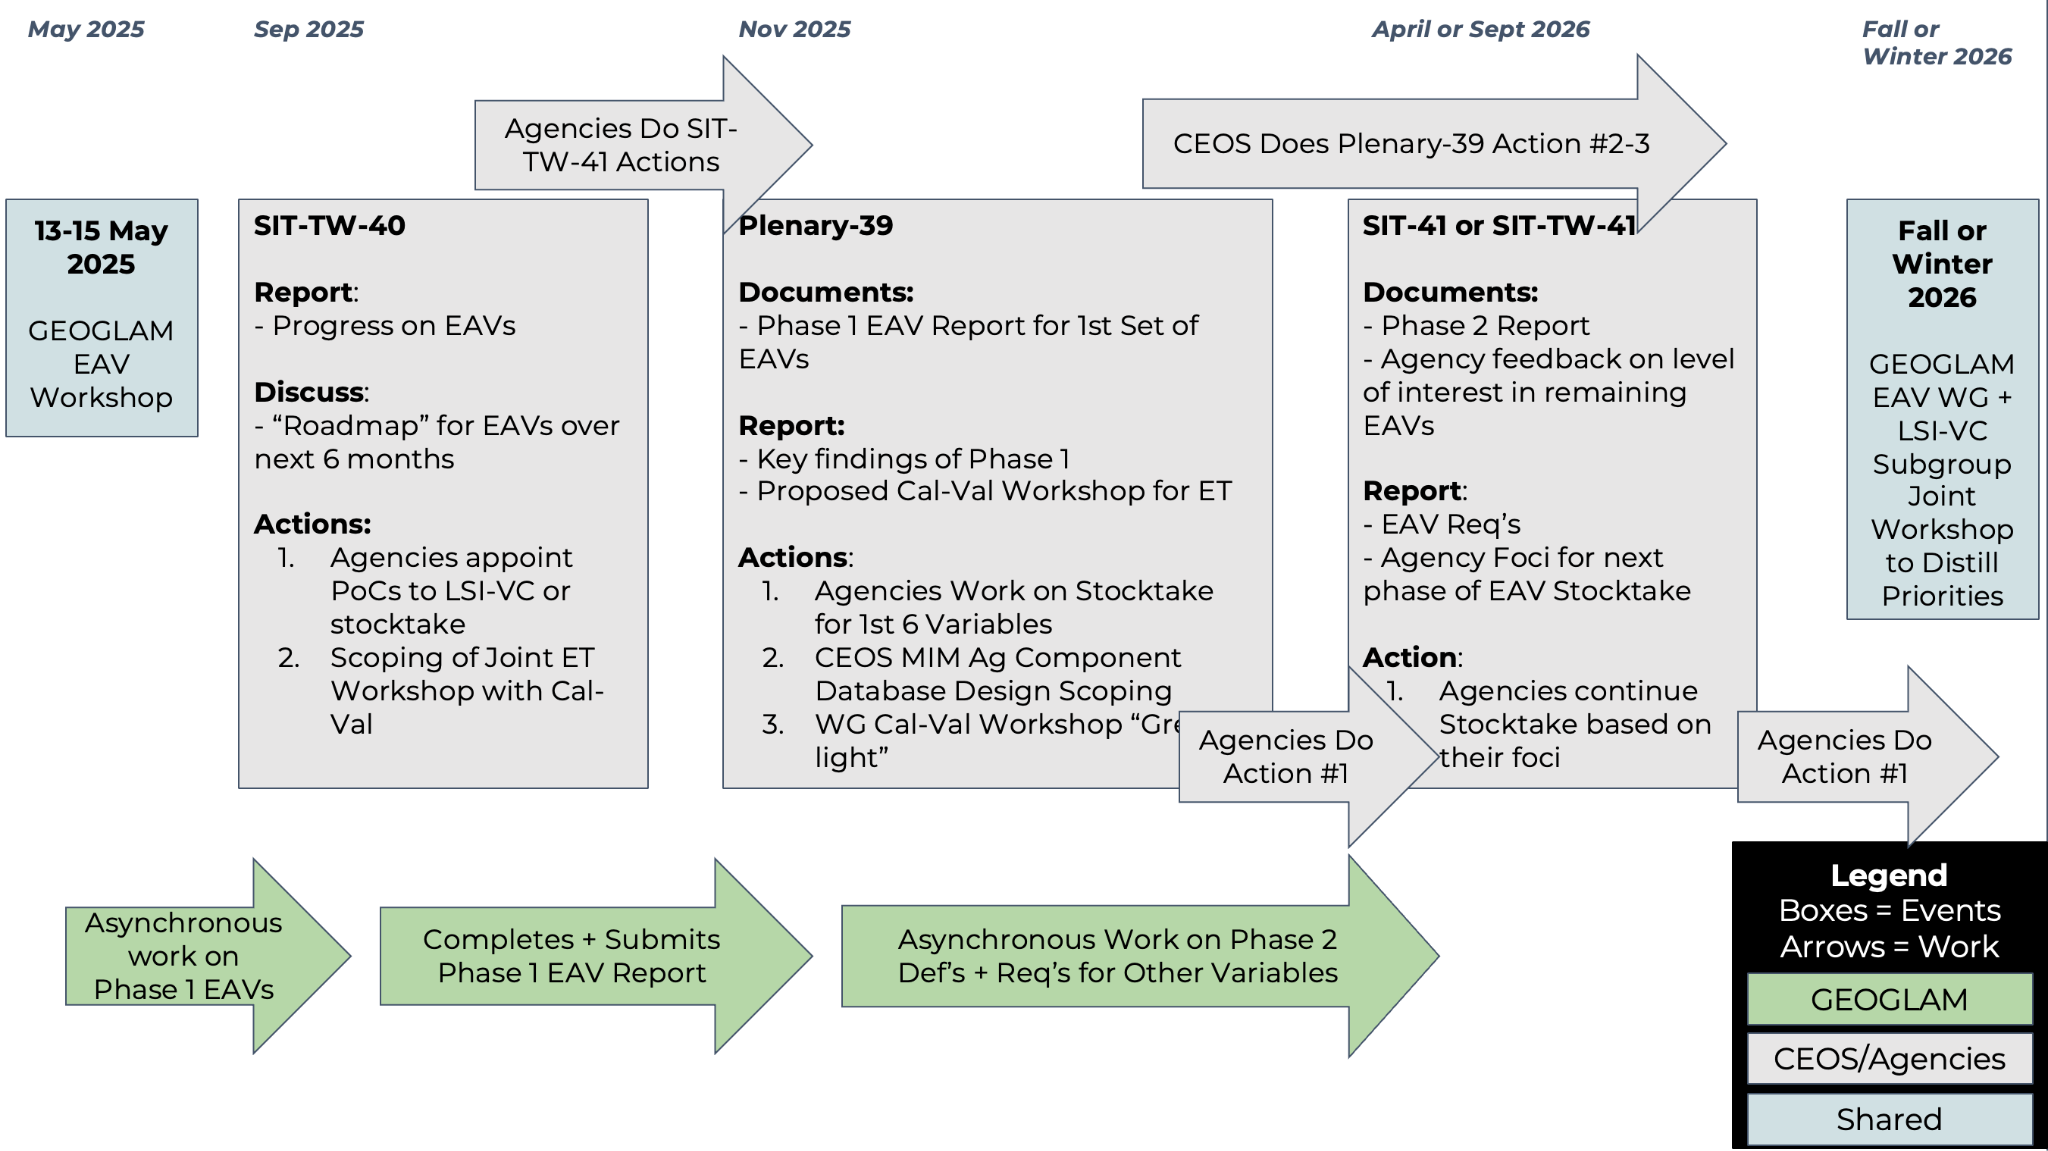 May 2025
Sep 2025
Nov 2025
April or Sept 2026
Fall or
Winter 2026
Agencies Do SIT-
TW-41 Actions
CEOS Does Plenary-39 Action #2-3
13-15 May
2025
GEOGLAM
EAV
Workshop
SIT-TW-40
Report:
- Progress on EAVs
Discuss:
- “Roadmap” for EAVs over
next 6 months
Actions:
1. Agencies appoint
PoCs to LSI-VC or
stocktake
2. Scoping of Joint ET
Workshop with Cal-
Val
Plenary-39
Documents:
- Phase 1 EAV Report for 1st Set of
EAVs
Report:
- Key findings of Phase 1
- Proposed Cal-Val Workshop for ET
Actions:
1. Agencies Work on Stocktake
for 1st 6 Variables
2. CEOS MIM Ag Component
Database Design Scoping
3. WG Cal-Val Workshop
light”
SIT-41 or SIT-TW-41
Documents:
- Phase 2 Report
- Agency feedback on level
of interest in remaining
EAVs
Report:
- EAV Req’s
- Agency Foci for next
phase of EAV Stocktake
Action:
1. Agencies continue
Stocktake based on
their foci
Fall or
Winter
2026
GEOGLAM
EAV WG +
LSI-VC
Subgroup
Joint
Workshop
to Distill
Priorities
Agencies Do
Action #1
Agencies Do
Action #1
Asynchronous
work on
Phase 1 EAVs
Completes + Submits
Phase 1 EAV Report
Asynchronous Work on Phase 2
Def’s + Req’s for Other Variables
Legend
Boxes = Events
Arrows = Work
GEOGLAM
CEOS/Agencies
Shared